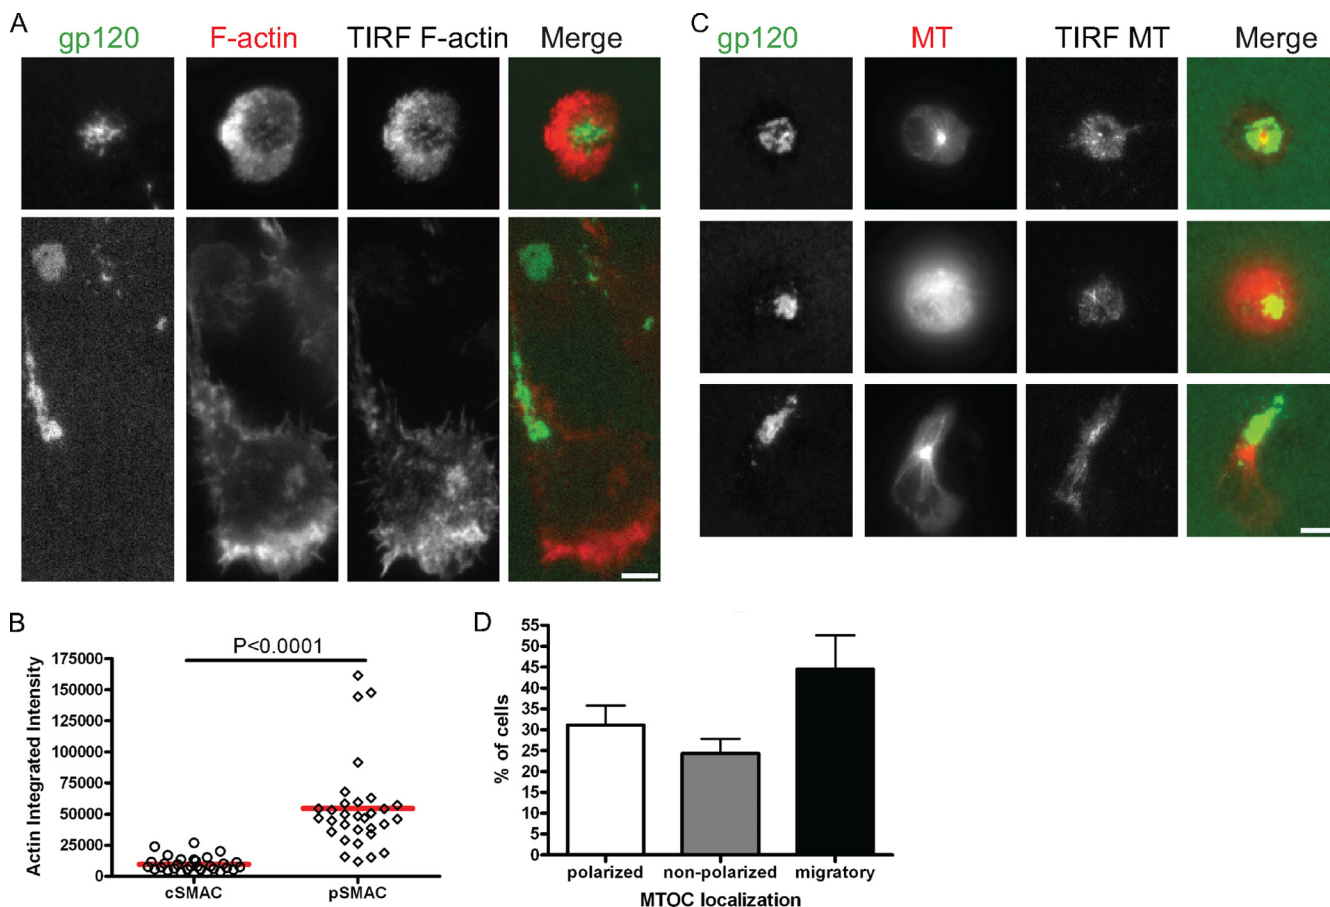 A
gp120 F-actin TIRF F-actin Merge
C
gp120 MT TIRF MT Merge
B
P<0.0001
Actin Integrated Intensity
175000
150000
125000
100000
75000
50000
25000
0
cSMAC pSMAC
D
% of cells
55
50
45
40
35
30
25
20
15
10
5
0
polarized non-polarized migratory
MTOC localization